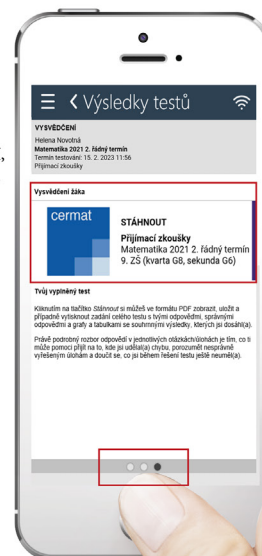 Výsledky testů
VYSVĚDČENÍ
Helena Novotná
Matematika 2021 2. řádný termín
Termín testování: 15. 2. 2023 11:56
Přijímací zkoušky
Vysvědčení žáka
cermat
STÁHNOUT
Přijímací zkoušky
Matematika 2021 2. řádný termín
9. ZŠ (kvarta G8, sekunda G6)
Tvůj vyplněný test
Kliknutím na tlačítko Stáhnout si můžeš ve formátu PDF zobrazit, uložit a
případně vytisknout zadání celého testu s tvými odpověďmi, správnými
odpověďmi a grafy a tabulkami se souhrnnými výsledky, kterých jsi dosáhl(a).
Právě podrobný rozbor odpovědí v jednotlivých otázkách/úlohách je tím, co ti
může pomoci přijít na to, kde jsi udělal(a) chybu, porozumět nesprávně
vyřešeným úlohám a doučit se, co jsi během řešení testu ještě neuměl(a).